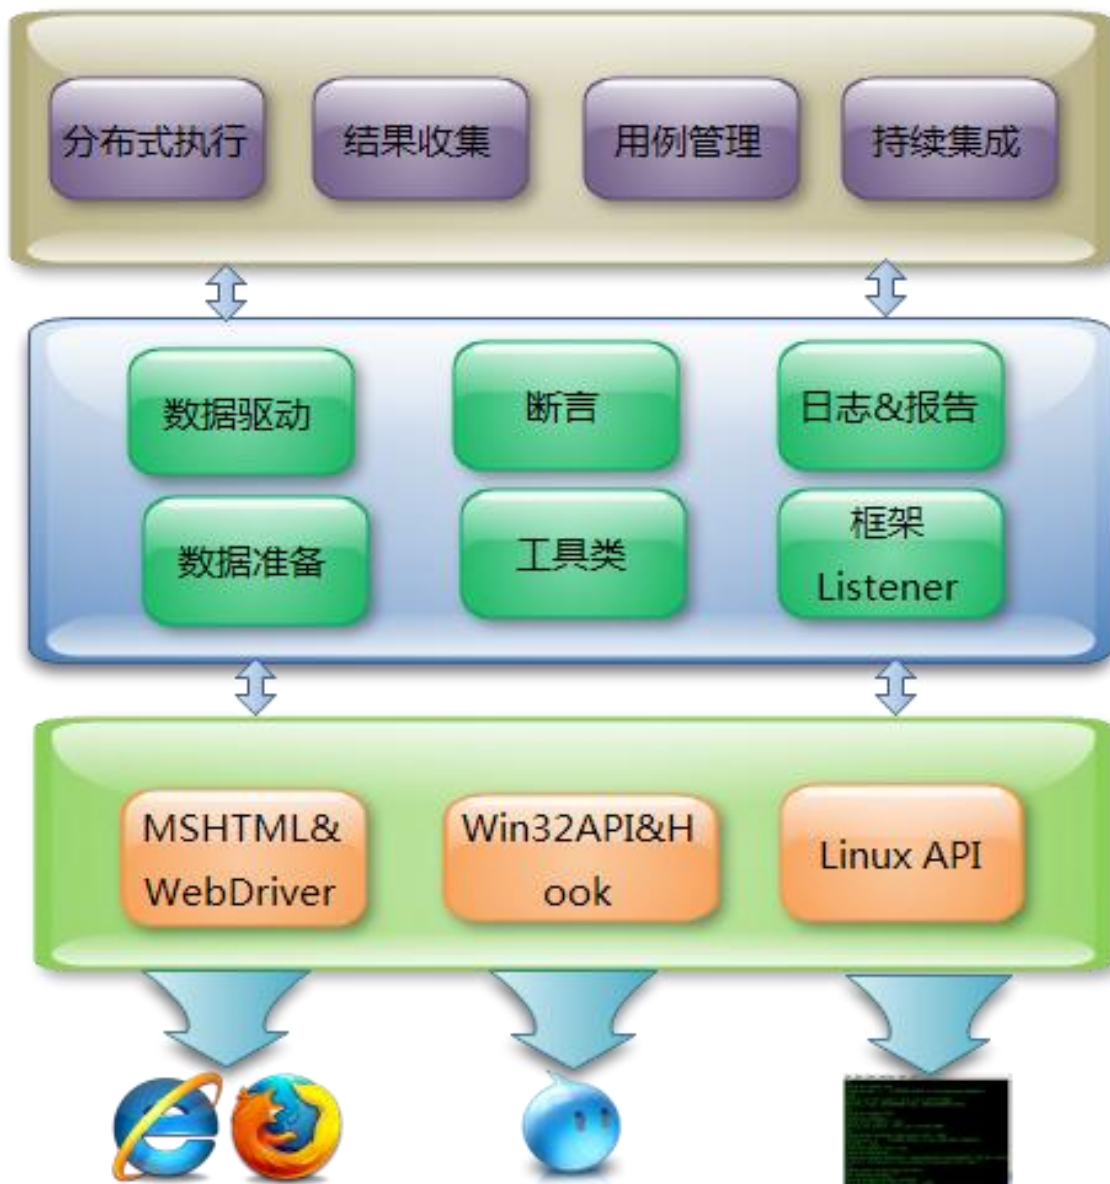 分布式执行
结果收集
用例管理
持续集成
数据驱动
断言
日志&报告
数据准备
工具类
框架
Listener
MSHTML&
WebDriver
Win32API&H
ook
Linux API